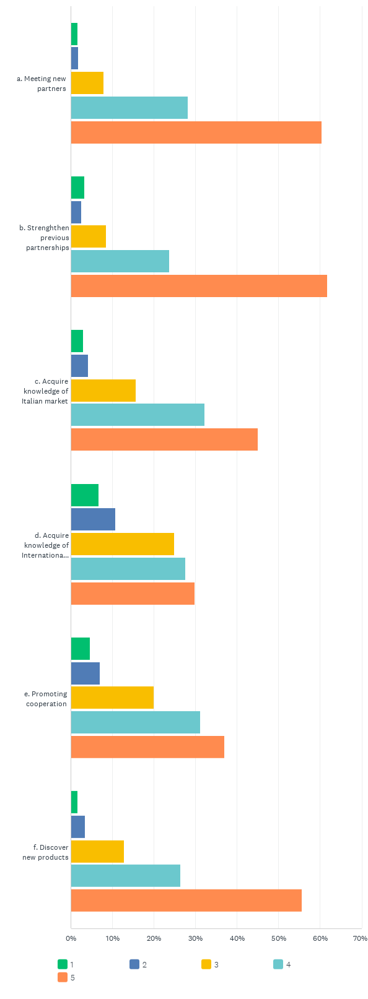 a. Meeting new
partners
b. Strenghthen
previous
partnerships
c. Acquire
knowledge of
Italian market
d. Acquire
knowledge of
Internationa...
e. Promoting
cooperation
f. Discover
new products
0% 10% 20% 30% 40% 50% 60% 70%
1 2 3 4
5